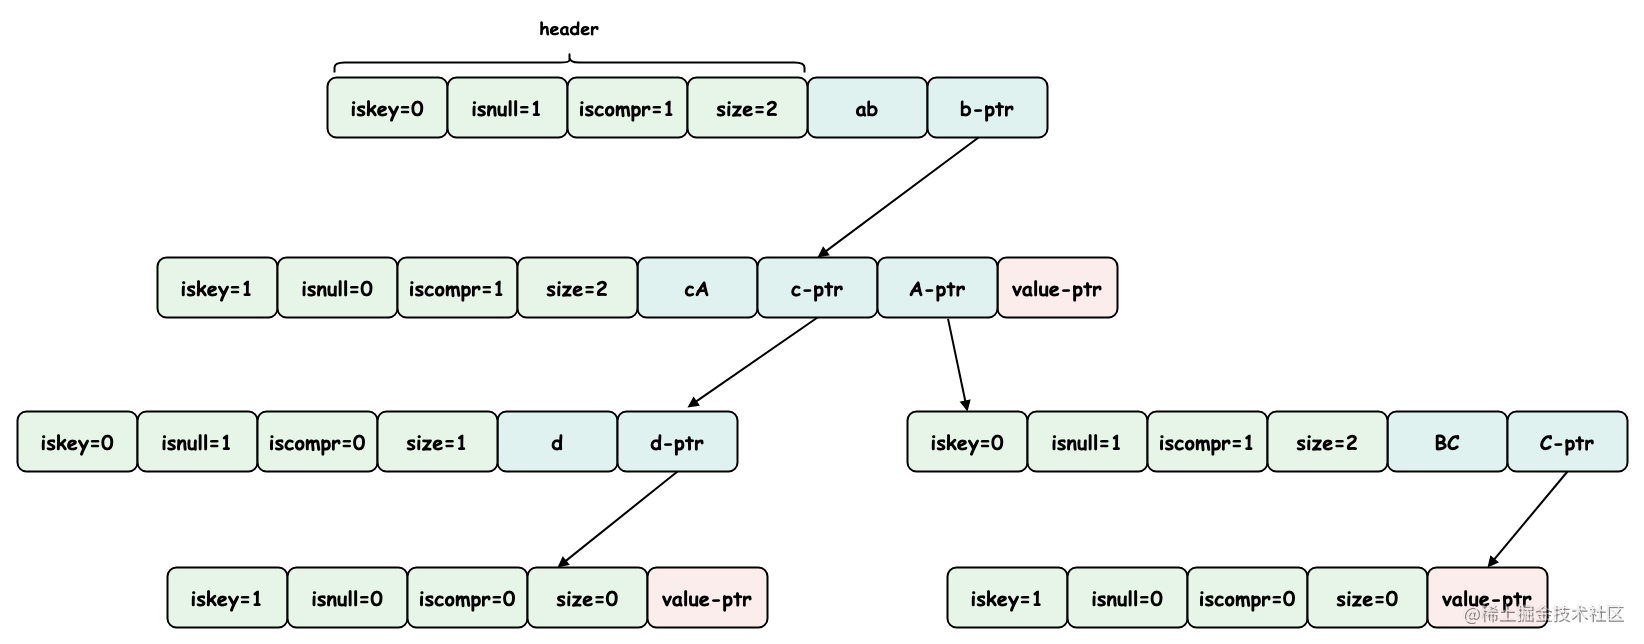 header
iskey=0 isnull=1 iscompr=1 size=2 ab b-ptr
iskey=1 isnull=0 iscompr=1 size=2 cA c-ptr A-ptr value-ptr
iskey=0 isnull=1 iscompr=0 size=1 d d-ptr
iskey=0 isnull=1 iscompr=1 size=2 BC C-ptr
iskey=1 isnull=0 iscompr=0 size=0 value-ptr
iskey=1 isnull=0 iscompr=0 size=0 value-ptr
@稀土掘金技术社区